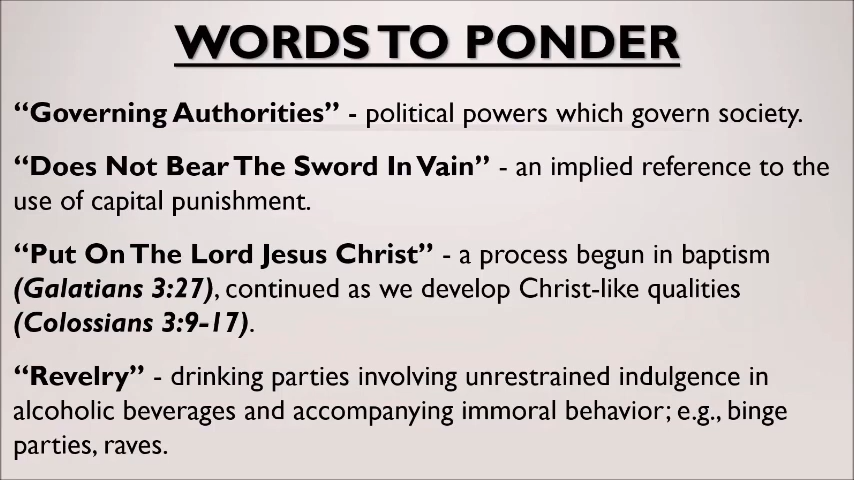 WORDS TO PONDER
“Governing Authorities” - political powers which govern society.
“Does Not Bear The Sword In Vain” - an implied reference to the
use of capital punishment.
“Put On The Lord Jesus Christ” - a process begun in baptism
(Galatians 3:27), continued as we develop Christ-like qualities
(Colossians 3:9-17).
“Revelry” - drinking parties involving unrestrained indulgence in
alcoholic beverages and accompanying immoral behavior; e.g., binge
parties, raves.